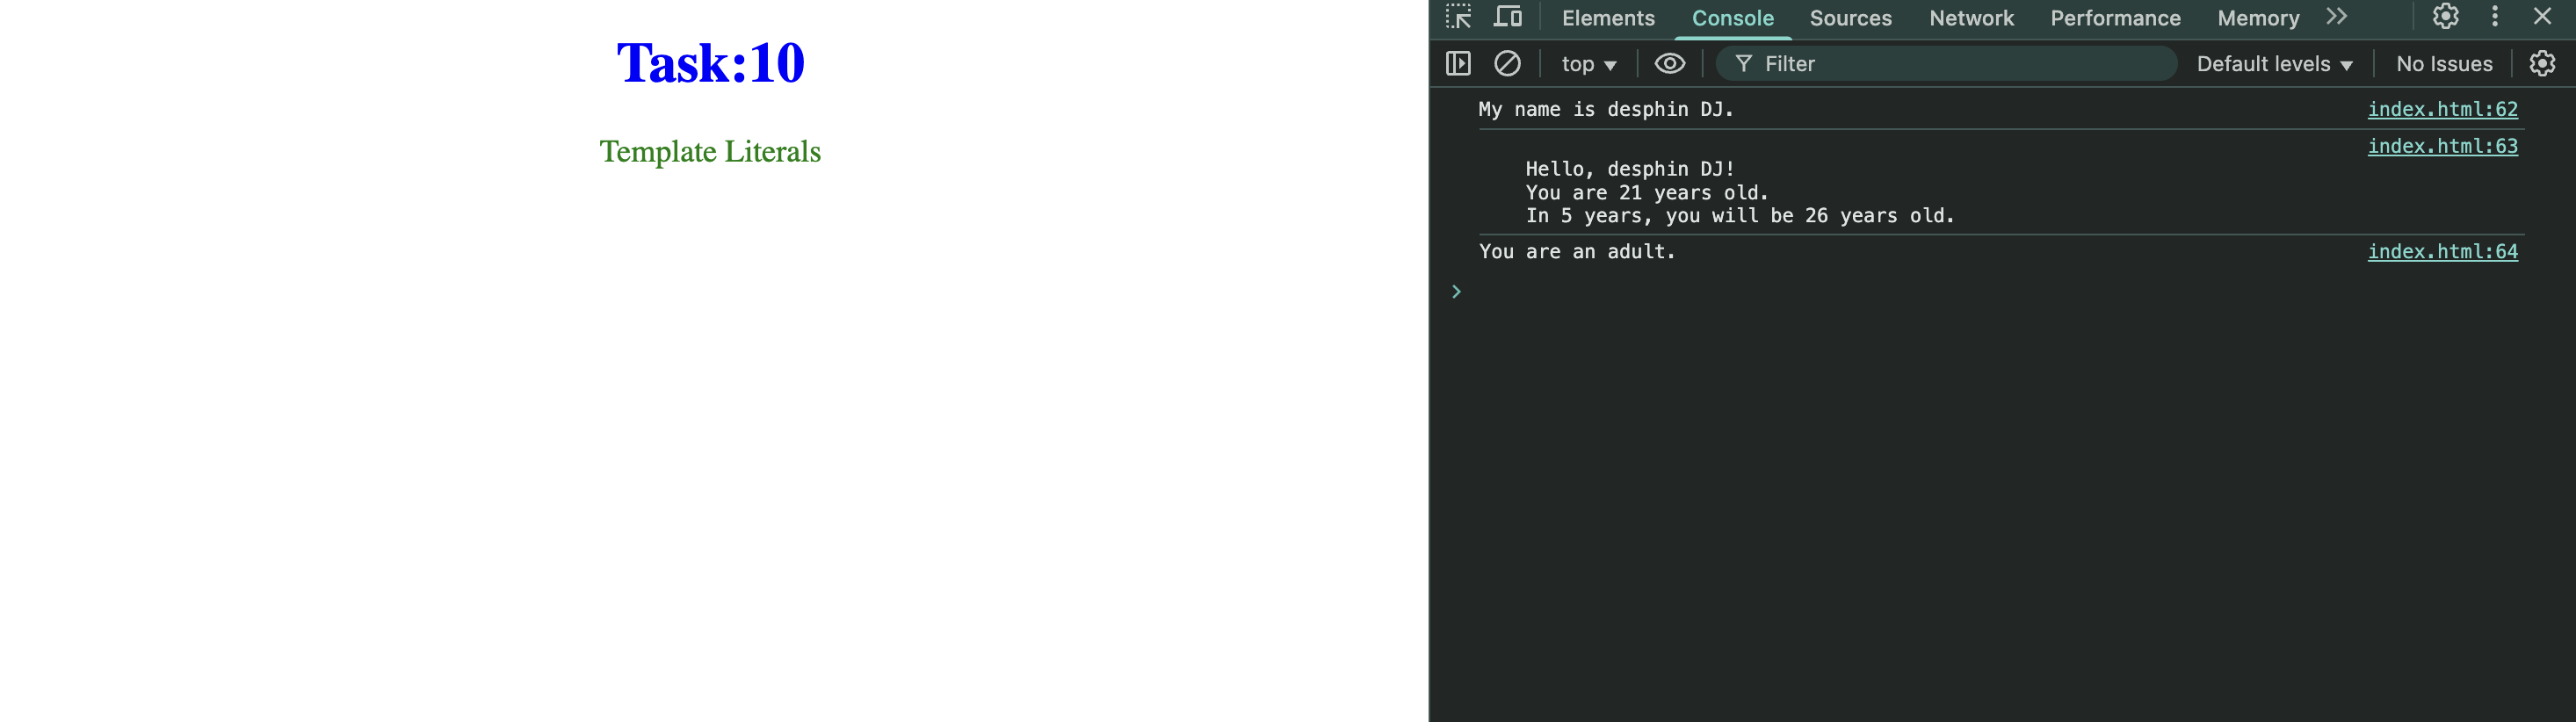 Task:10
Template Literals
Elements Console Sources Network Performance Memory
top Filter Default levels No Issues
My name is desphin DJ. index.html:62
index.html:63
Hello, desphin DJ!
You are 21 years old.
In 5 years, you will be 26 years old.
You are an adult. index.html:64